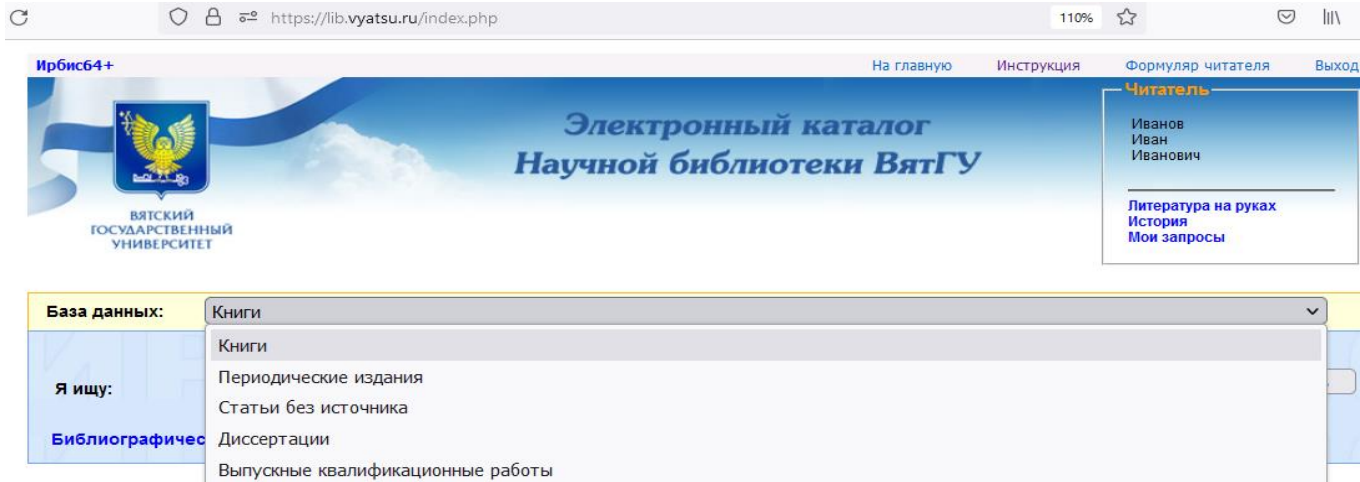 https://lib.vyatsu.ru/index.php
110%
Ирбис64+
На главную Инструкция Формуляр читателя Выход
Читатель
Электронный каталог
Научной библиотеки ВятГУ
Иванов
Иван
Иванович
Литература на руках
История
Мои запросы
ВЯТСКИЙ
ГОСУДАРСТВЕННЫЙ
УНИВЕРСИТЕТ
База данных: Книги
Книги
Периодические издания
Я ищу:
Статьи без источника
Библиографичес Диссертации
Выпускные квалификационные работы